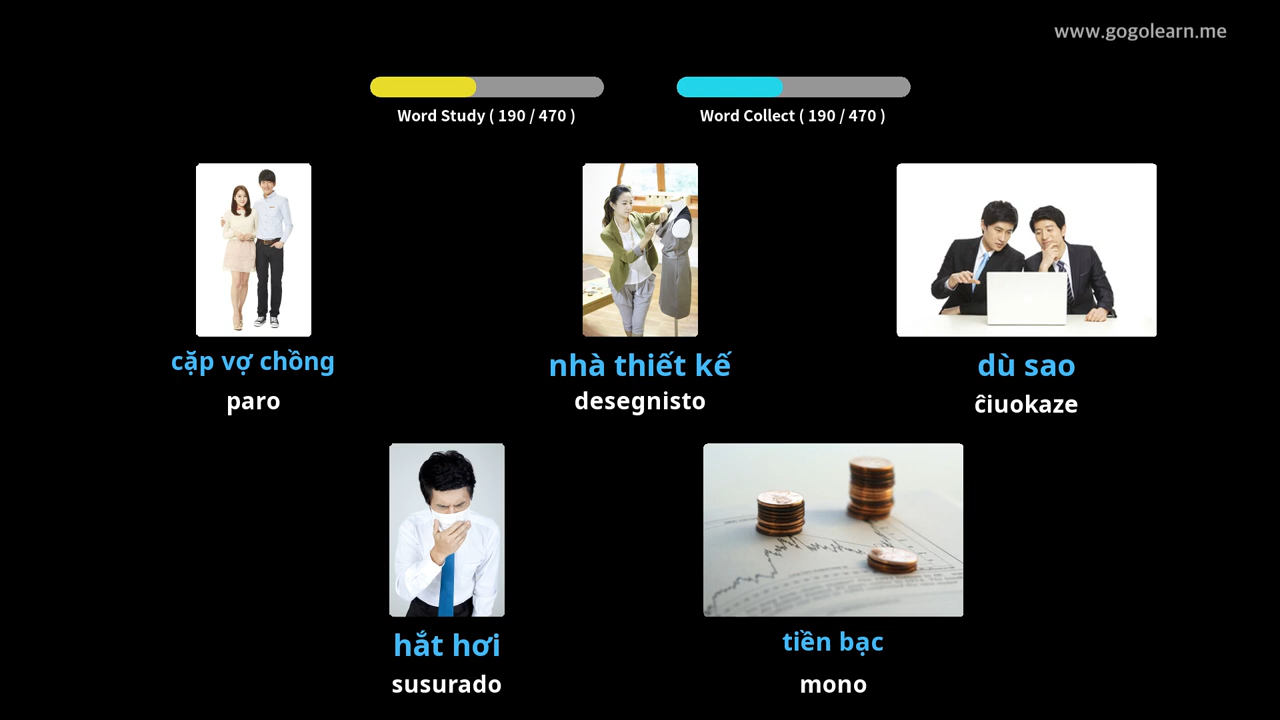 www.gogolearn.me
Word Study ( 190 / 470 )
Word Collect ( 190 / 470 )
cặp vợ chồng
paro
nhà thiết kế
desegnisto
dù sao
ĉiuokaze
hắt hơi
susurado
tiền bạc
mono